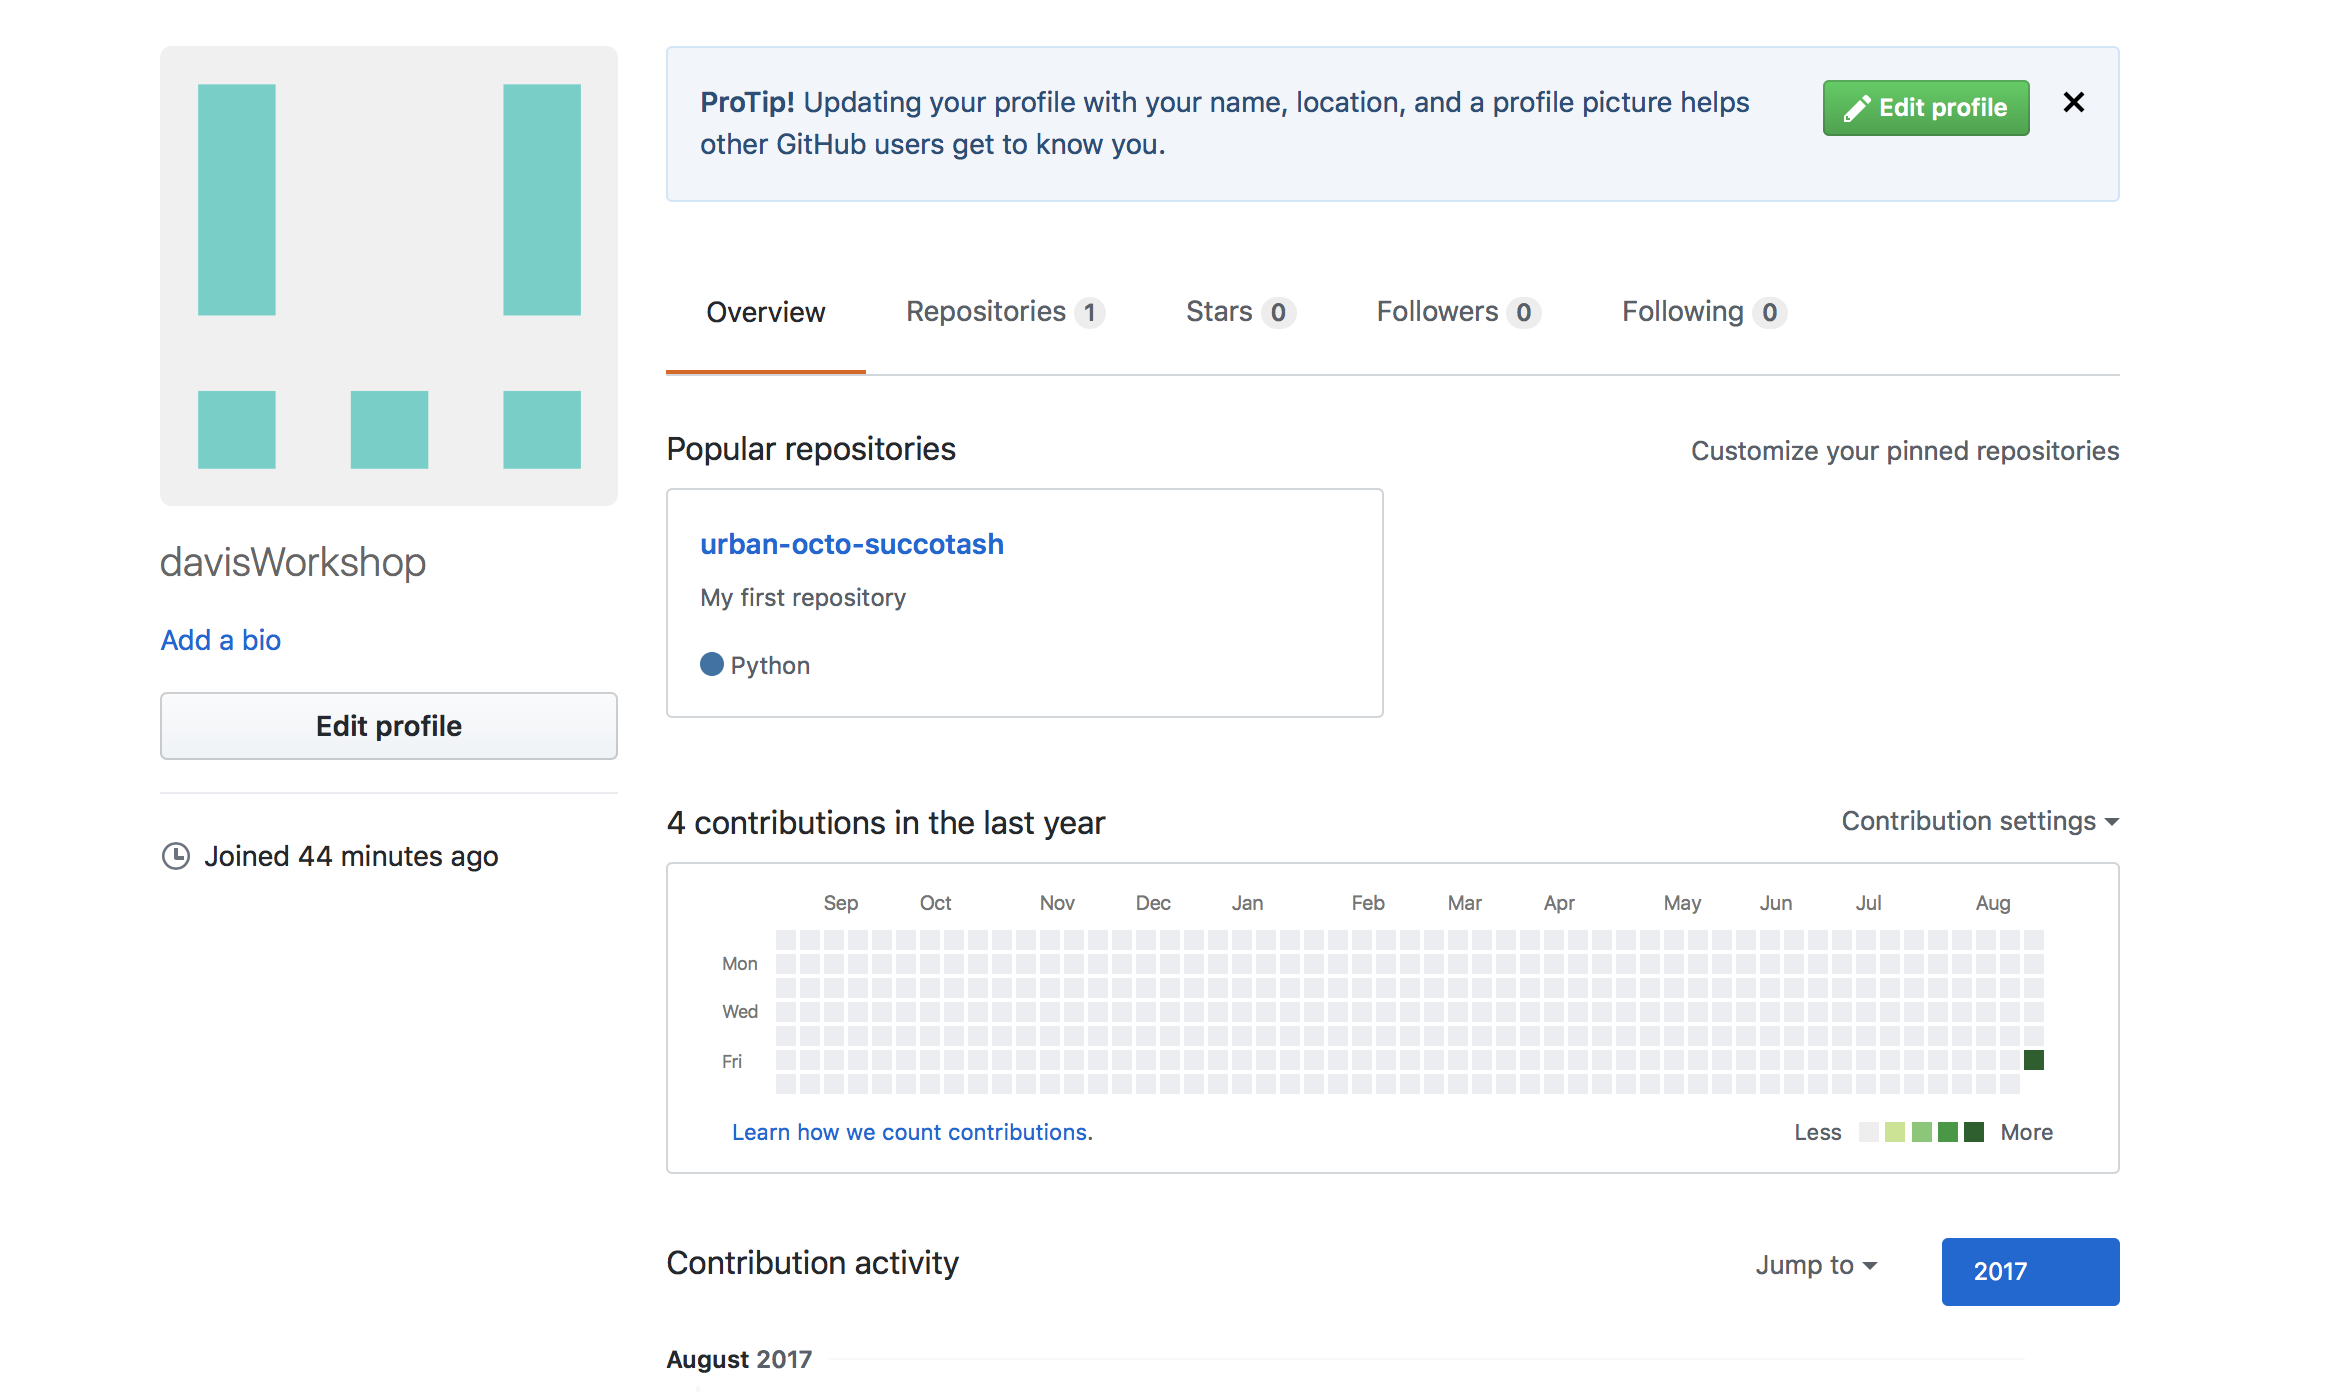 ProTip! Updating your profile with your name, location, and a profile picture helps
other GitHub users get to know you.
Edit profile
Overview
Repositories 1
Stars 0
Followers 0
Following 0
davisWorkshop
Add a bio
Edit profile
Joined 44 minutes ago
Popular repositories
Customize your pinned repositories
urban-octo-succotash
My first repository
Python
4 contributions in the last year
Contribution settings
Sep Oct Nov Dec Jan Feb Mar Apr May Jun Jul Aug
Mon
Wed
Fri
Learn how we count contributions.
Less More
Contribution activity
Jump to
2017
August 2017